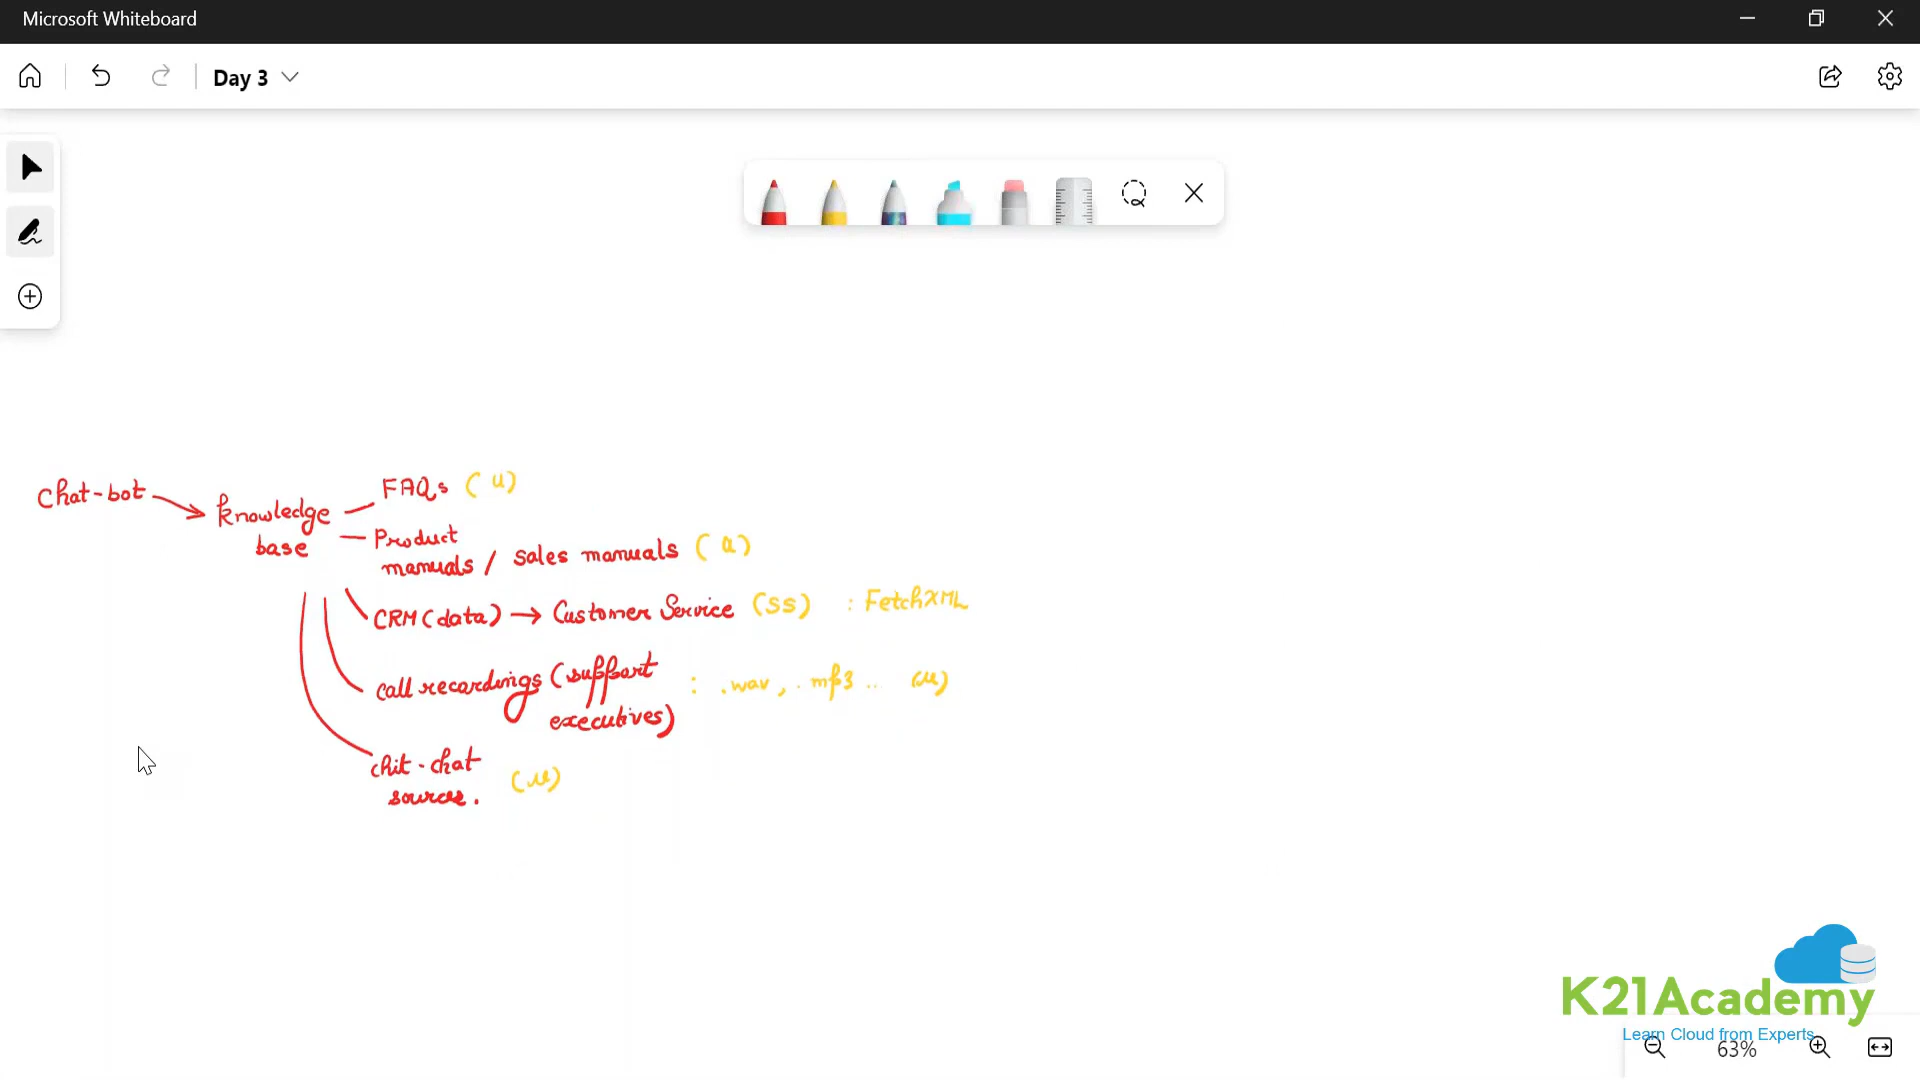 Microsoft Whiteboard
Day 3
Chat-bot
knowledge base
FAQs (u)
Product manuals / sales manuals (u)
CRM (data) → Customer Service (SS) : FetchXML
call recordings (support executives) : .wav, .mp3 .. (u)
chit-chat sources. (u)
K21Academy
Learn Cloud from Experts
63%